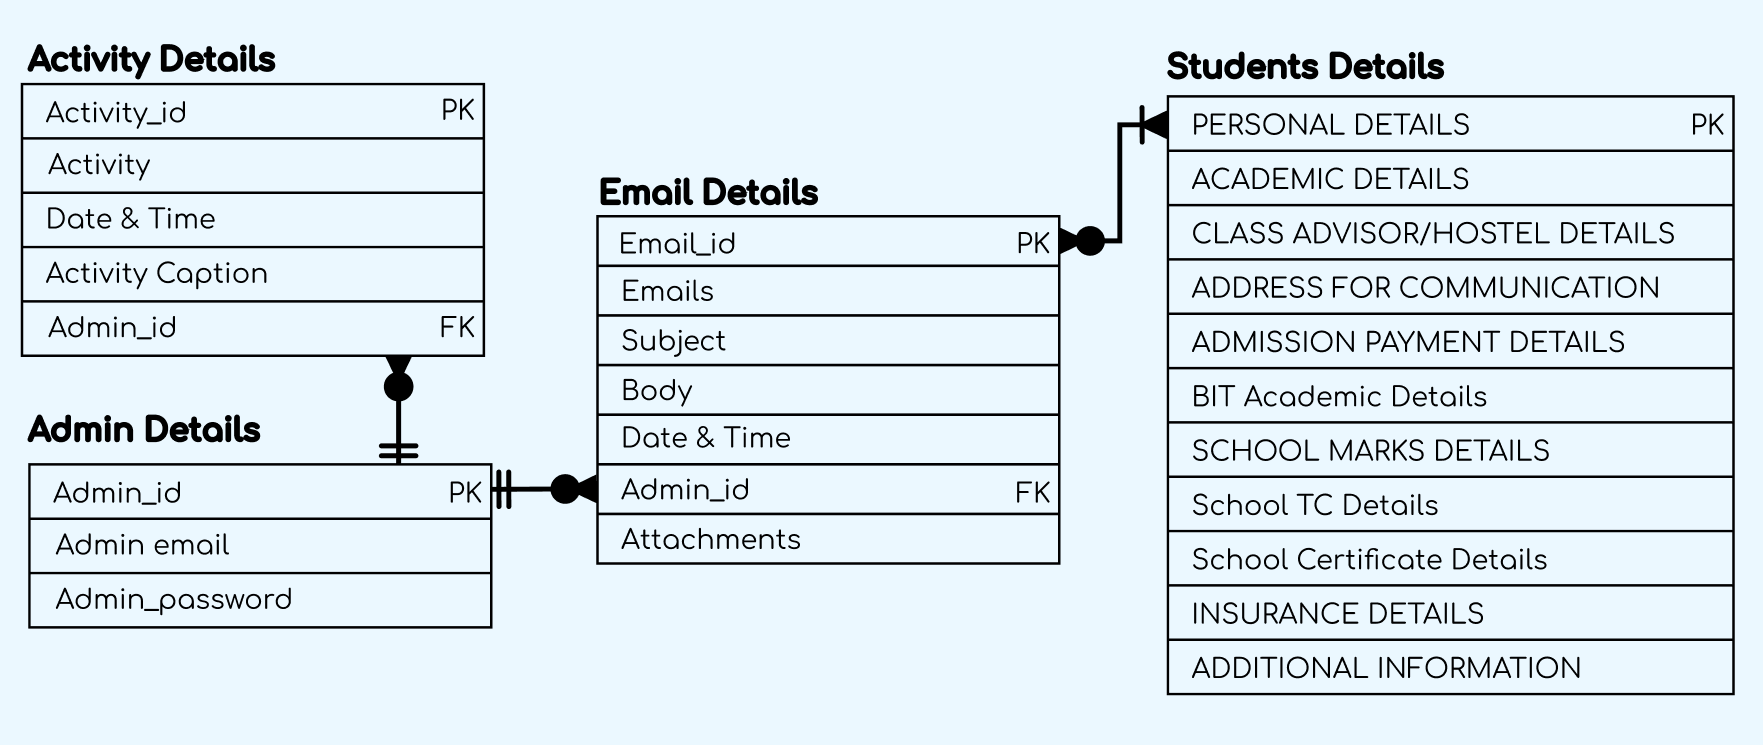 Activity Details
Activity_id PK
Activity
Date & Time
Activity Caption
Admin_id FK
Admin Details
Admin_id PK
Admin email
Admin_password
Email Details
Email_id PK
Emails
Subject
Body
Date & Time
Admin_id FK
Attachments
Students Details
PERSONAL DETAILS PK
ACADEMIC DETAILS
CLASS ADVISOR/HOSTEL DETAILS
ADDRESS FOR COMMUNICATION
ADMISSION PAYMENT DETAILS
BIT Academic Details
SCHOOL MARKS DETAILS
School TC Details
School Certificate Details
INSURANCE DETAILS
ADDITIONAL INFORMATION